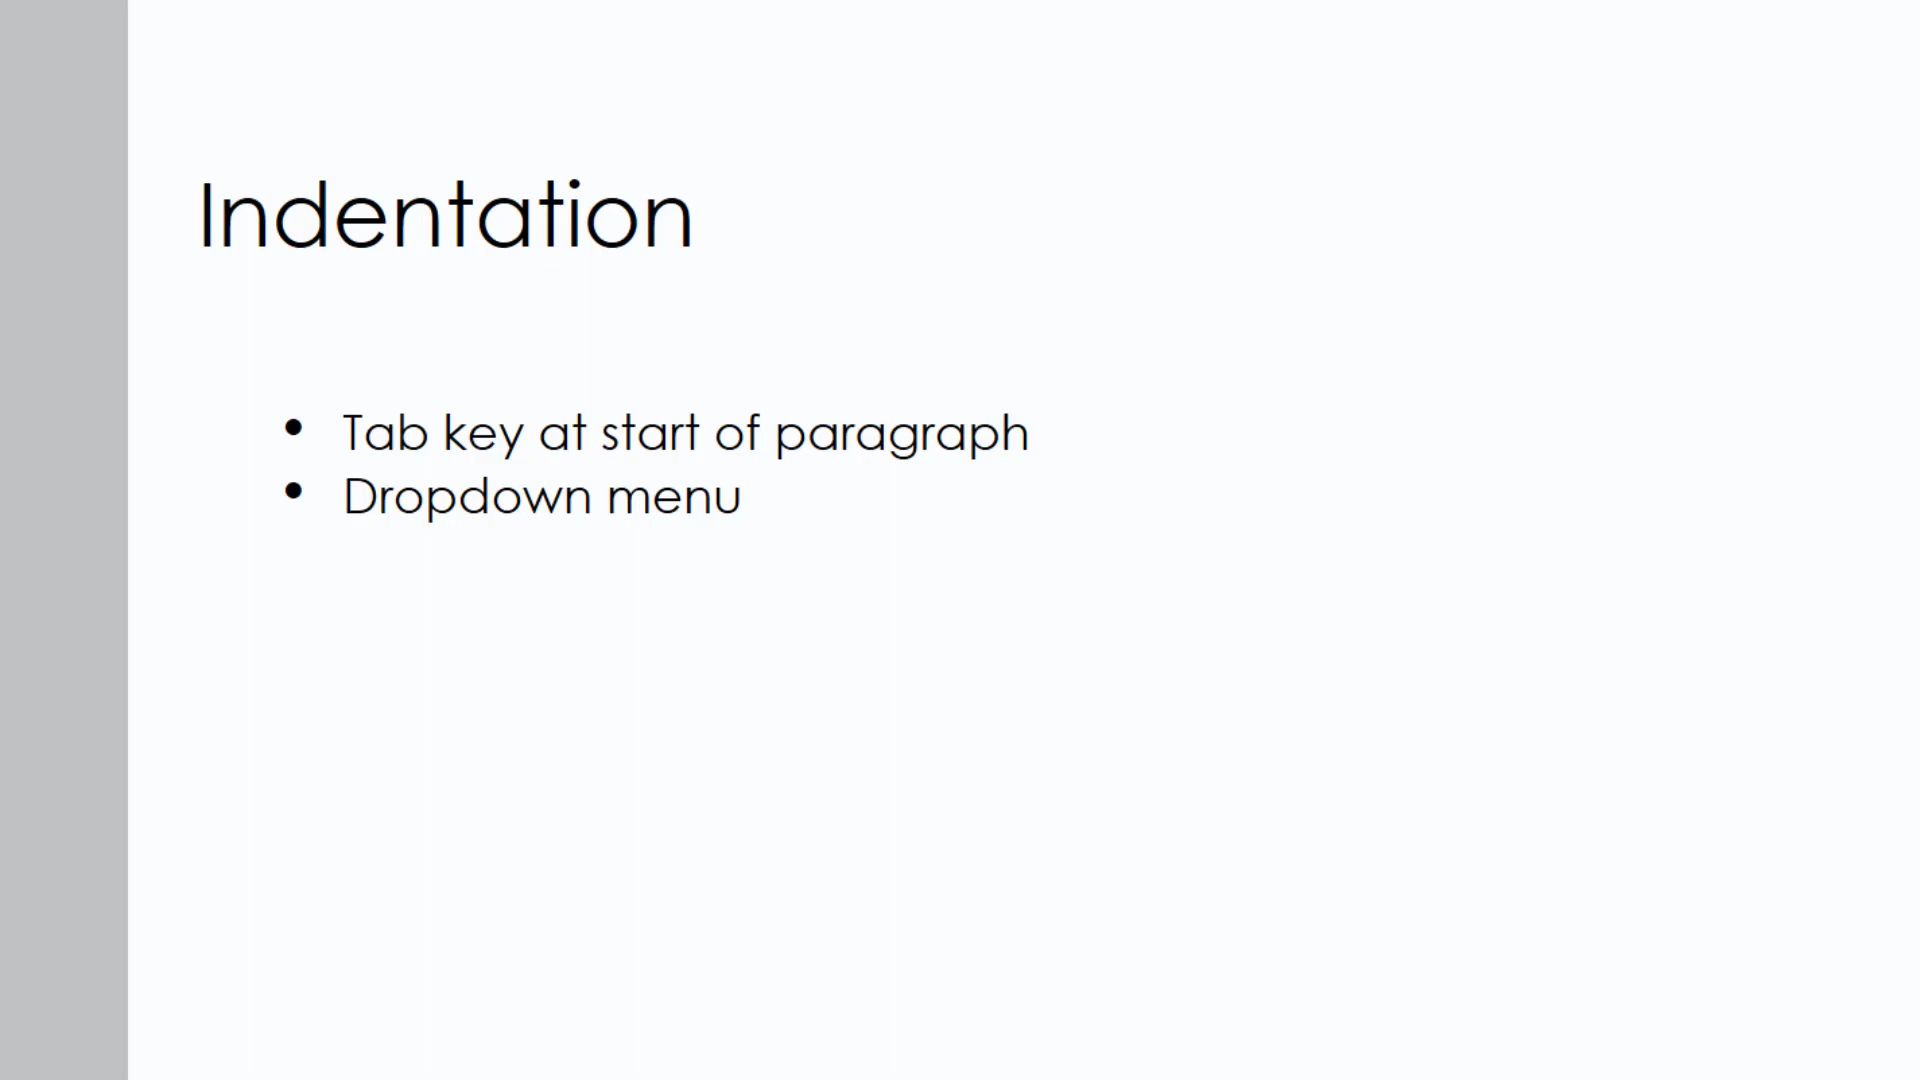 Indentation
• Tab key at start of paragraph
• Dropdown menu